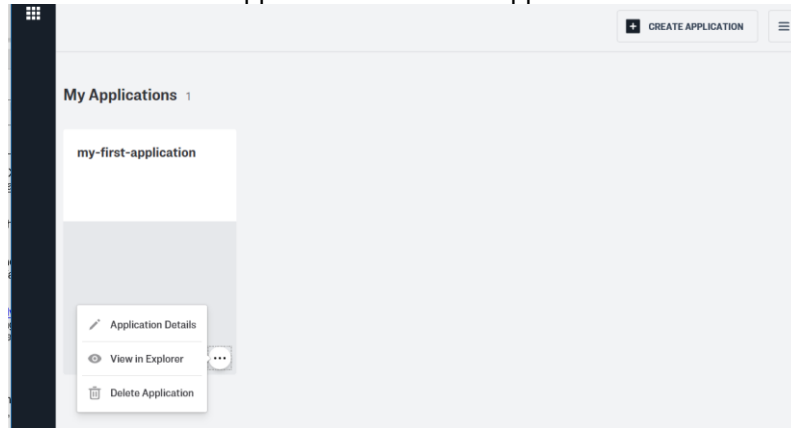 CREATE APPLICATION
My Applications 1
my-first-application
Application Details
View in Explorer
Delete Application